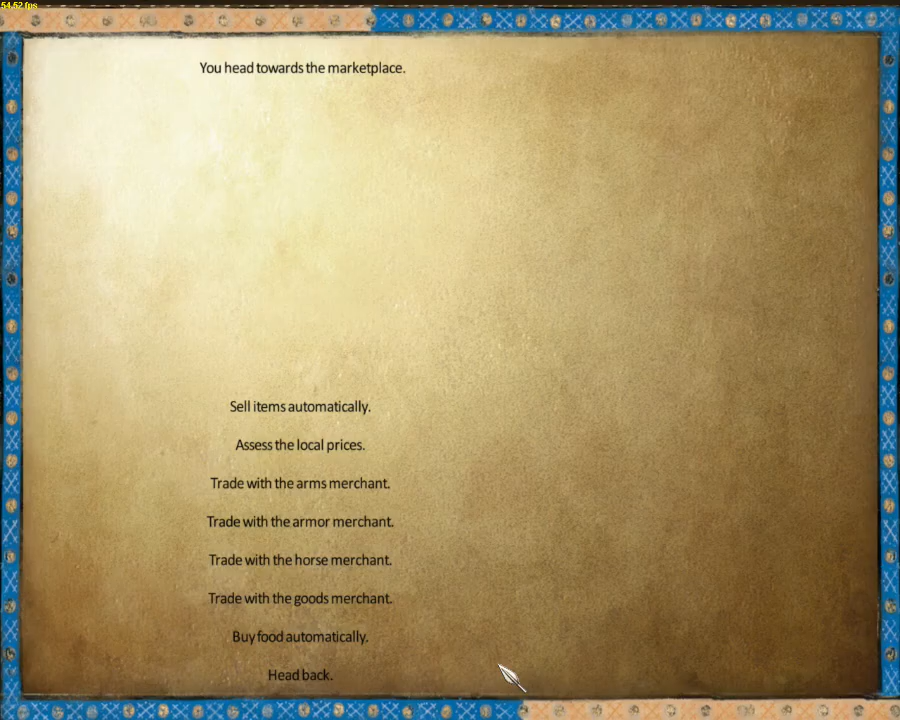 54.52 fps
You head towards the marketplace.
Sell items automatically.
Assess the local prices.
Trade with the arms merchant.
Trade with the armor merchant.
Trade with the horse merchant.
Trade with the goods merchant.
Buy food automatically.
Head back.